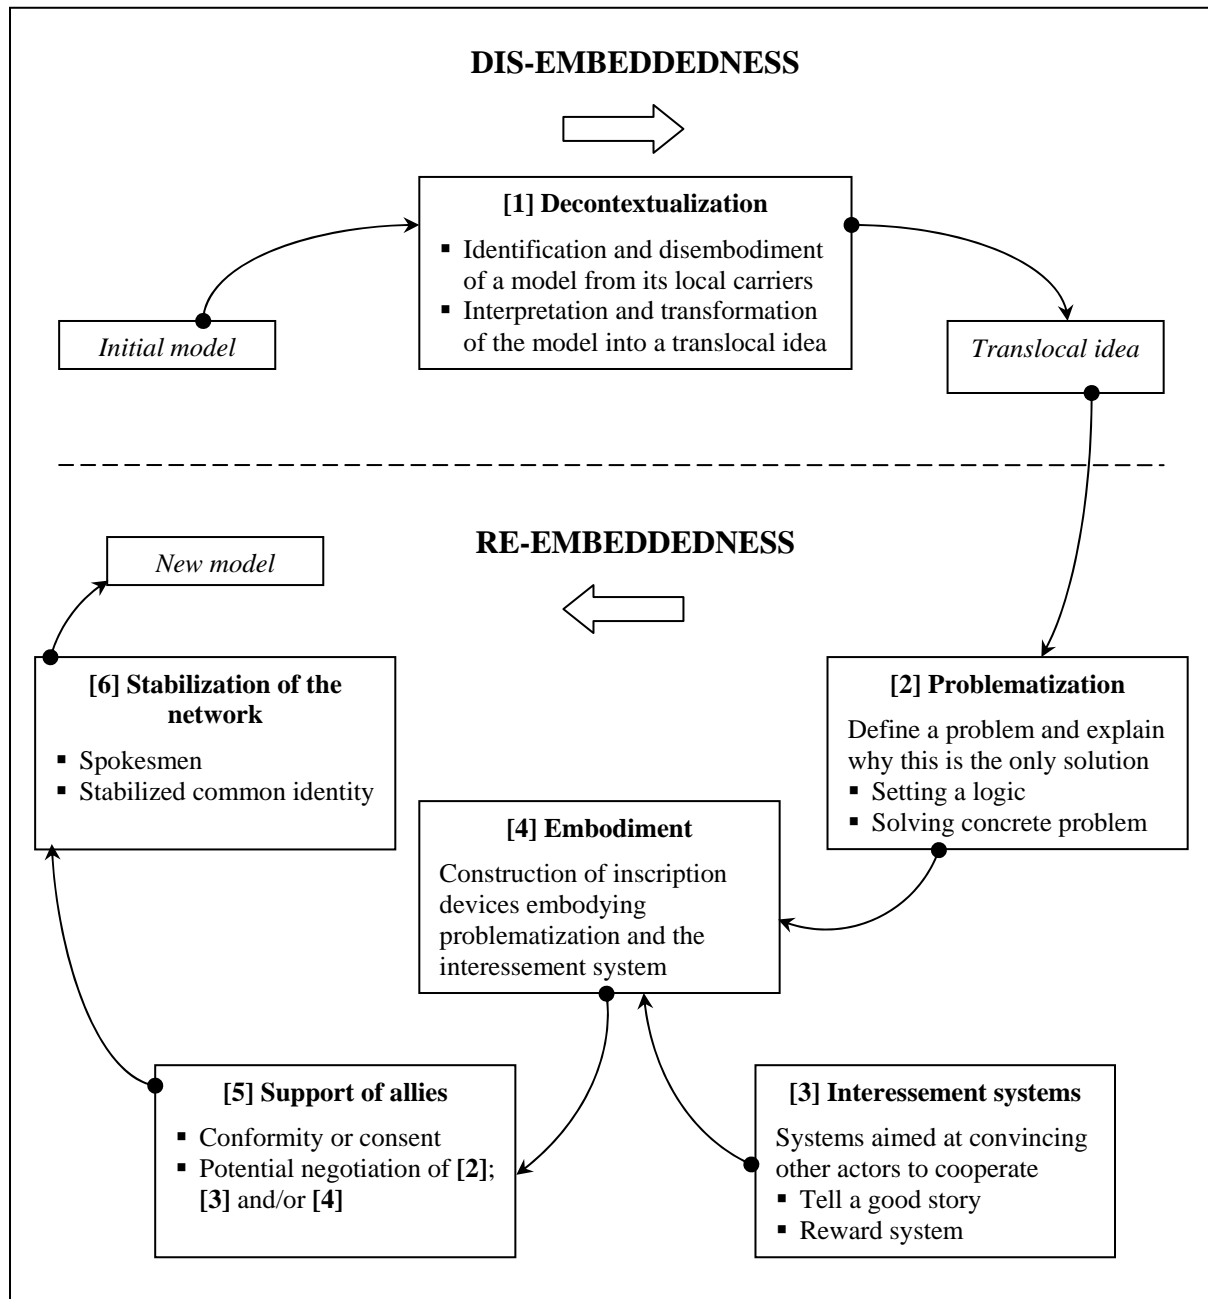 DIS-EMBEDDEDNESS
[1] Decontextualization
▪ Identification and disembodiment
of a model from its local carriers
▪ Interpretation and transformation
of the model into a translocal idea
Initial model
Translocal idea
RE-EMBEDDEDNESS
New model
[6] Stabilization of the
network
▪ Spokesmen
▪ Stabilized common identity
[2] Problematization
Define a problem and explain
why this is the only solution
▪ Setting a logic
▪ Solving concrete problem
[4] Embodiment
Construction of inscription
devices embodying
problematization and the
interessement system
[5] Support of allies
▪ Conformity or consent
▪ Potential negotiation of [2];
[3] and/or [4]
[3] Interessement systems
Systems aimed at convincing
other actors to cooperate
▪ Tell a good story
▪ Reward system